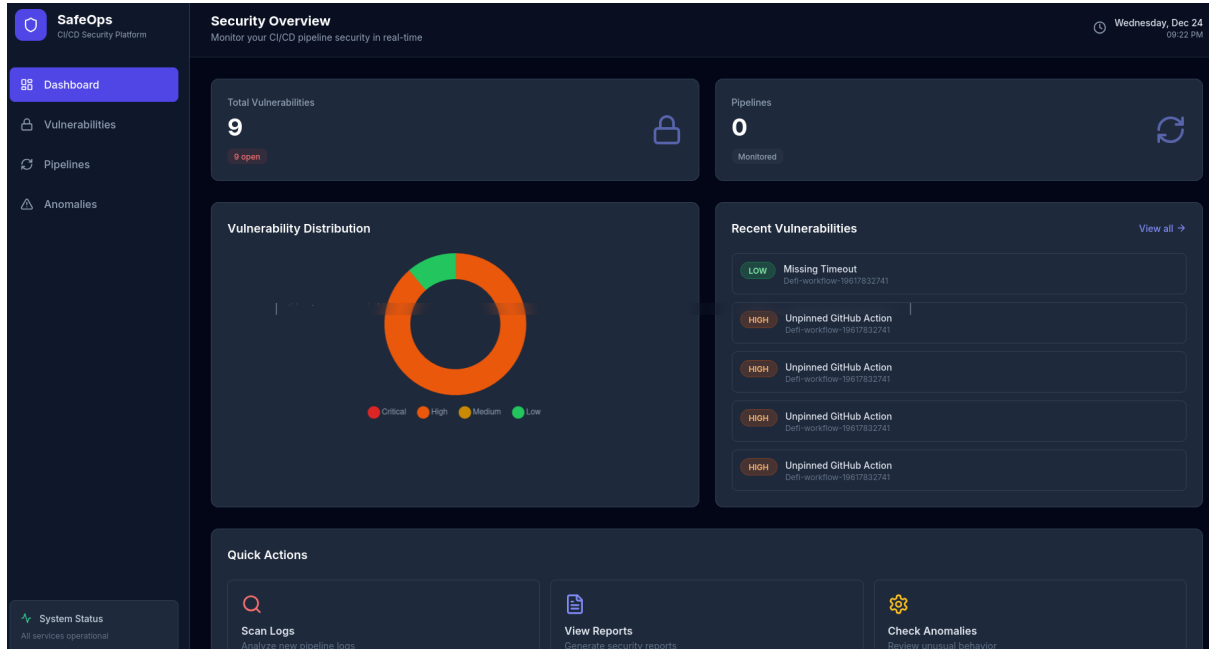 SafeOps
CI/CD Security Platform
Dashboard
Vulnerabilities
Pipelines
Anomalies
System Status
All services operational
Security Overview
Monitor your CI/CD pipeline security in real-time
Wednesday, Dec 24
09:22 PM
Total Vulnerabilities
9
9 open
Pipelines
0
Monitored
Vulnerability Distribution
Critical High Medium Low
Recent Vulnerabilities
View all →
LOW Missing Timeout
Defi-workflow-19617832741
HIGH Unpinned GitHub Action
Defi-workflow-19617832741
HIGH Unpinned GitHub Action
Defi-workflow-19617832741
HIGH Unpinned GitHub Action
Defi-workflow-19617832741
HIGH Unpinned GitHub Action
Defi-workflow-19617832741
Quick Actions
Scan Logs
Analyze new pipeline logs
View Reports
Generate security reports
Check Anomalies
Review unusual behavior